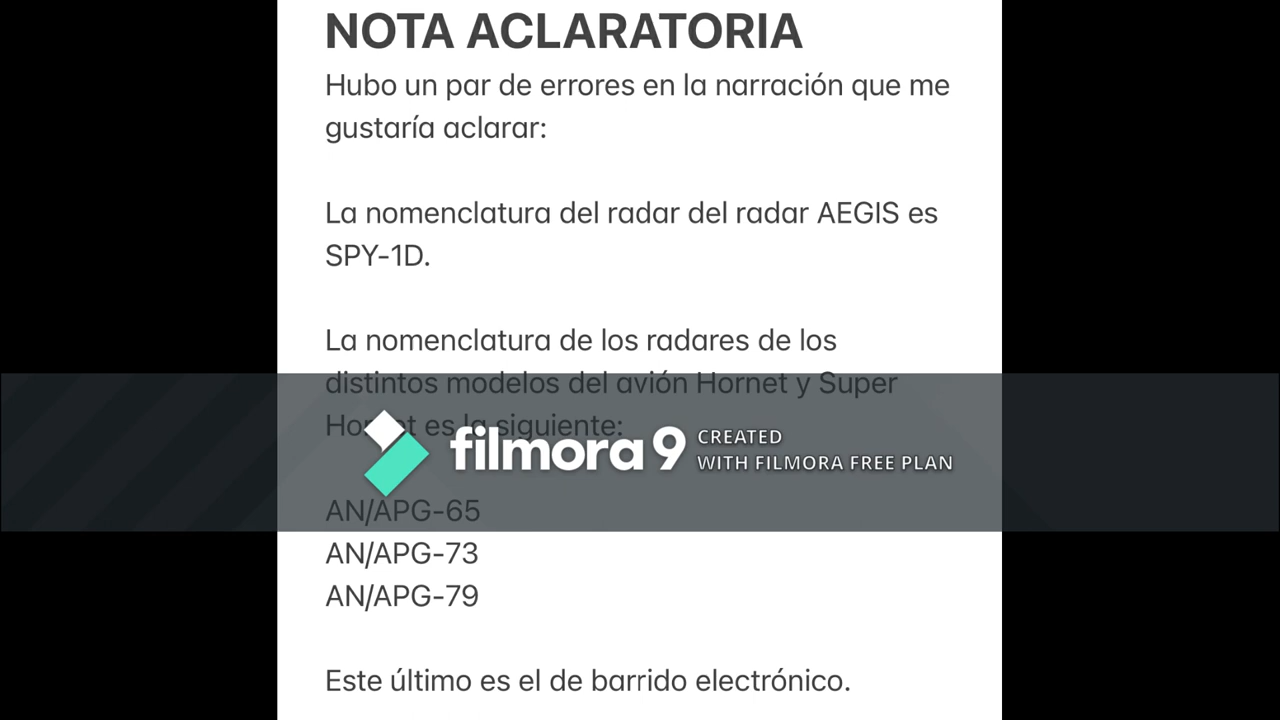 NOTA ACLARATORIA
Hubo un par de errores en la narración que me
gustaría aclarar:
La nomenclatura del radar del radar AEGIS es
SPY-1D.
La nomenclatura de los radares de los
distintos modelos del avión Hornet y Super
Hornet es la siguiente:
filmora 9 CREATED
WITH FILMORA FREE PLAN
AN/APG-65
AN/APG-73
AN/APG-79
Este último es el de barrido electrónico.